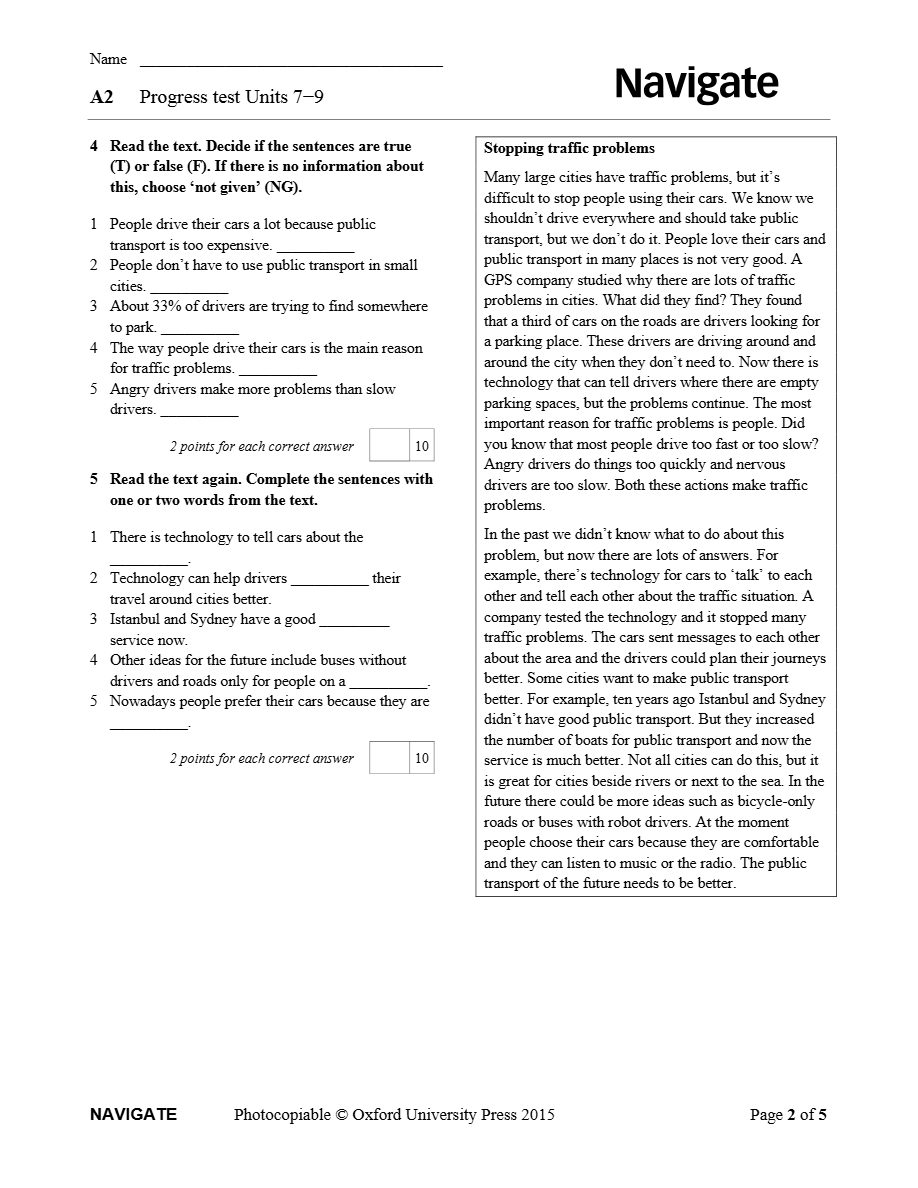 Name ______________________________________
Navigate
A2 Progress test Units 7–9
4 Read the text. Decide if the sentences are true
(T) or false (F). If there is no information about
this, choose ‘not given’ (NG).
1 People drive their cars a lot because public
transport is too expensive. __________
2 People don’t have to use public transport in small
cities. __________
3 About 33% of drivers are trying to find somewhere
to park. __________
4 The way people drive their cars is the main reason
for traffic problems. __________
5 Angry drivers make more problems than slow
drivers. __________
2 points for each correct answer 10
5 Read the text again. Complete the sentences with
one or two words from the text.
1 There is technology to tell cars about the
__________.
2 Technology can help drivers __________ their
travel around cities better.
3 Istanbul and Sydney have a good _________
service now.
4 Other ideas for the future include buses without
drivers and roads only for people on a __________.
5 Nowadays people prefer their cars because they are
__________.
2 points for each correct answer 10
Stopping traffic problems
Many large cities have traffic problems, but it’s
difficult to stop people using their cars. We know we
shouldn’t drive everywhere and should take public
transport, but we don’t do it. People love their cars and
public transport in many places is not very good. A
GPS company studied why there are lots of traffic
problems in cities. What did they find? They found
that a third of cars on the roads are drivers looking for
a parking place. These drivers are driving around and
around the city when they don’t need to. Now there is
technology that can tell drivers where there are empty
parking spaces, but the problems continue. The most
important reason for traffic problems is people. Did
you know that most people drive too fast or too slow?
Angry drivers do things too quickly and nervous
drivers are too slow. Both these actions make traffic
problems.
In the past we didn’t know what to do about this
problem, but now there are lots of answers. For
example, there’s technology for cars to ‘talk’ to each
other and tell each other about the traffic situation. A
company tested the technology and it stopped many
traffic problems. The cars sent messages to each other
about the area and the drivers could plan their journeys
better. Some cities want to make public transport
better. For example, ten years ago Istanbul and Sydney
didn’t have good public transport. But they increased
the number of boats for public transport and now the
service is much better. Not all cities can do this, but it
is great for cities beside rivers or next to the sea. In the
future there could be more ideas such as bicycle-only
roads or buses with robot drivers. At the moment
people choose their cars because they are comfortable
and they can listen to music or the radio. The public
transport of the future needs to be better.
NAVIGATE Photocopiable © Oxford University Press 2015 Page 2 of 5